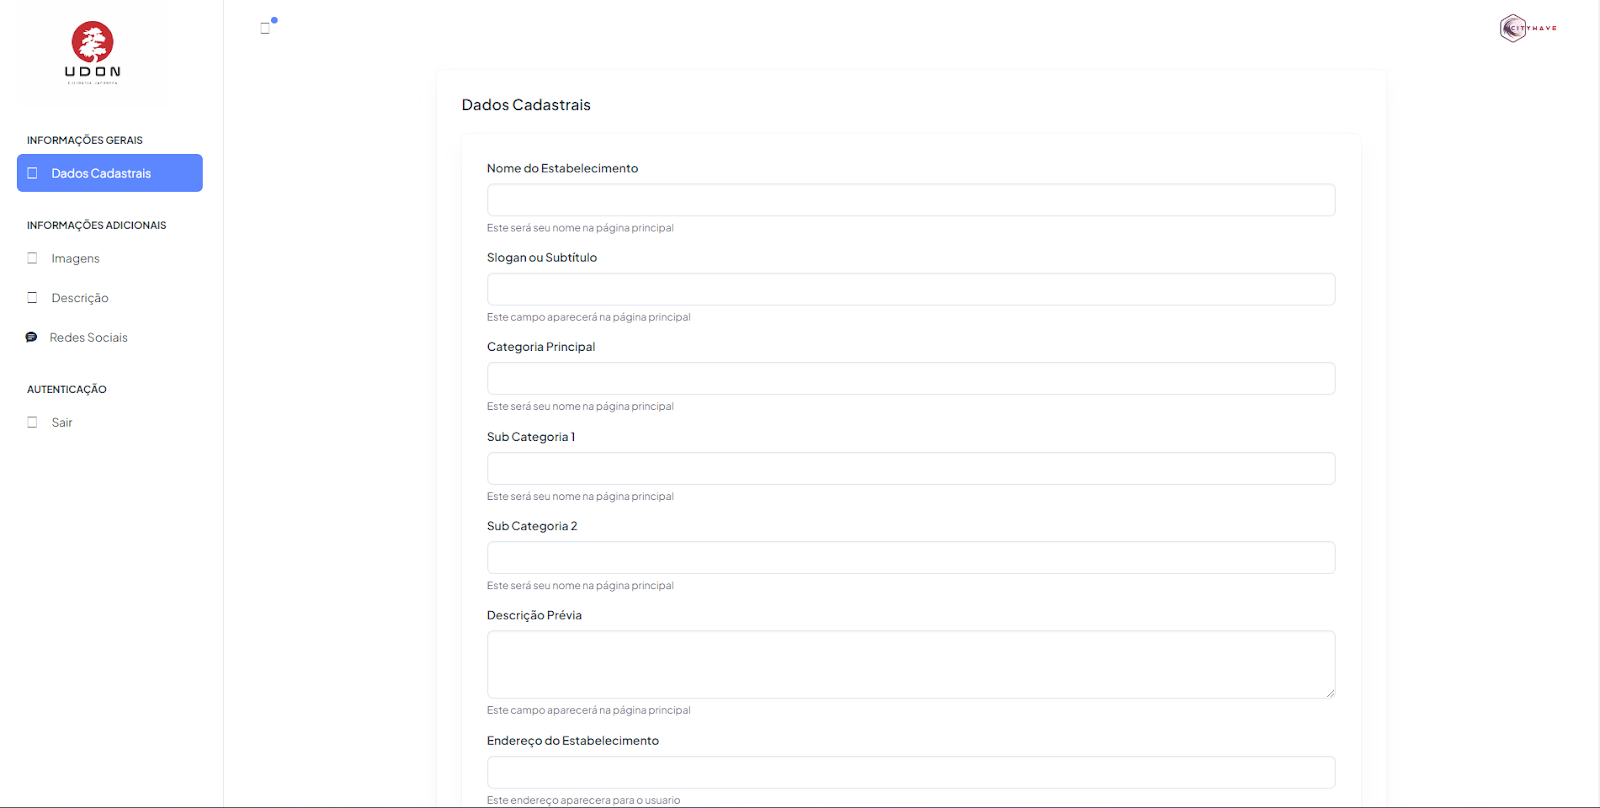 UDON
CITYWAVE
INFORMAÇÕES GERAIS
Dados Cadastrais
INFORMAÇÕES ADICIONAIS
Imagens
Descrição
Redes Sociais
AUTENTICAÇÃO
Sair
Dados Cadastrais
Nome do Estabelecimento
Este será seu nome na página principal
Slogan ou Subtítulo
Este campo aparecerá na página principal
Categoria Principal
Este será seu nome na página principal
Sub Categoria 1
Este será seu nome na página principal
Sub Categoria 2
Este será seu nome na página principal
Descrição Prévia
Este campo aparecerá na página principal
Endereço do Estabelecimento
Este endereço aparecera para o usuario